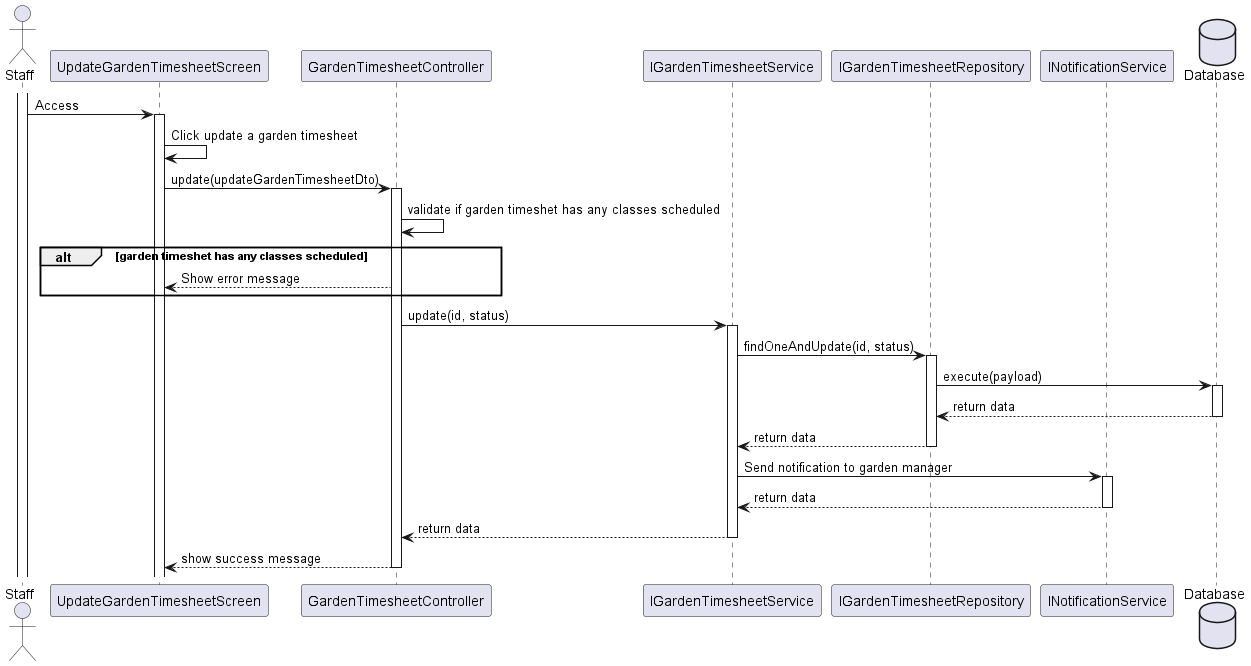 Staff
UpdateGardenTimesheetScreen
GardenTimesheetController
IGardenTimesheetService
IGardenTimesheetRepository
INotificationService
Database
Access
Click update a garden timesheet
update(updateGardenTimesheetDto)
validate if garden timeshet has any classes scheduled
alt
[garden timeshet has any classes scheduled]
Show error message
update(id, status)
findOneAndUpdate(id, status)
execute(payload)
return data
return data
Send notification to garden manager
return data
return data
show success message
Staff
UpdateGardenTimesheetScreen
GardenTimesheetController
IGardenTimesheetService
IGardenTimesheetRepository
INotificationService
Database